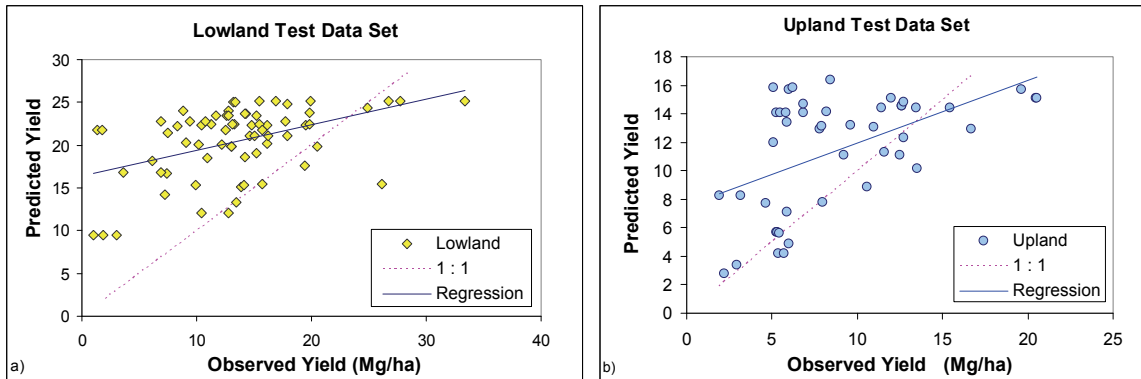 Lowland Test Data Set
30
25
20
15
10
5
0
Predicted Yield
0 10 20 30 40
Observed Yield (Mg/ha)
Lowland
1 : 1
Regression
a)
Upland Test Data Set
18
16
14
12
10
8
6
4
2
0
Predicted Yield
0 5 10 15 20 25
Observed Yield (Mg/ha)
Upland
1 : 1
Regression
b)